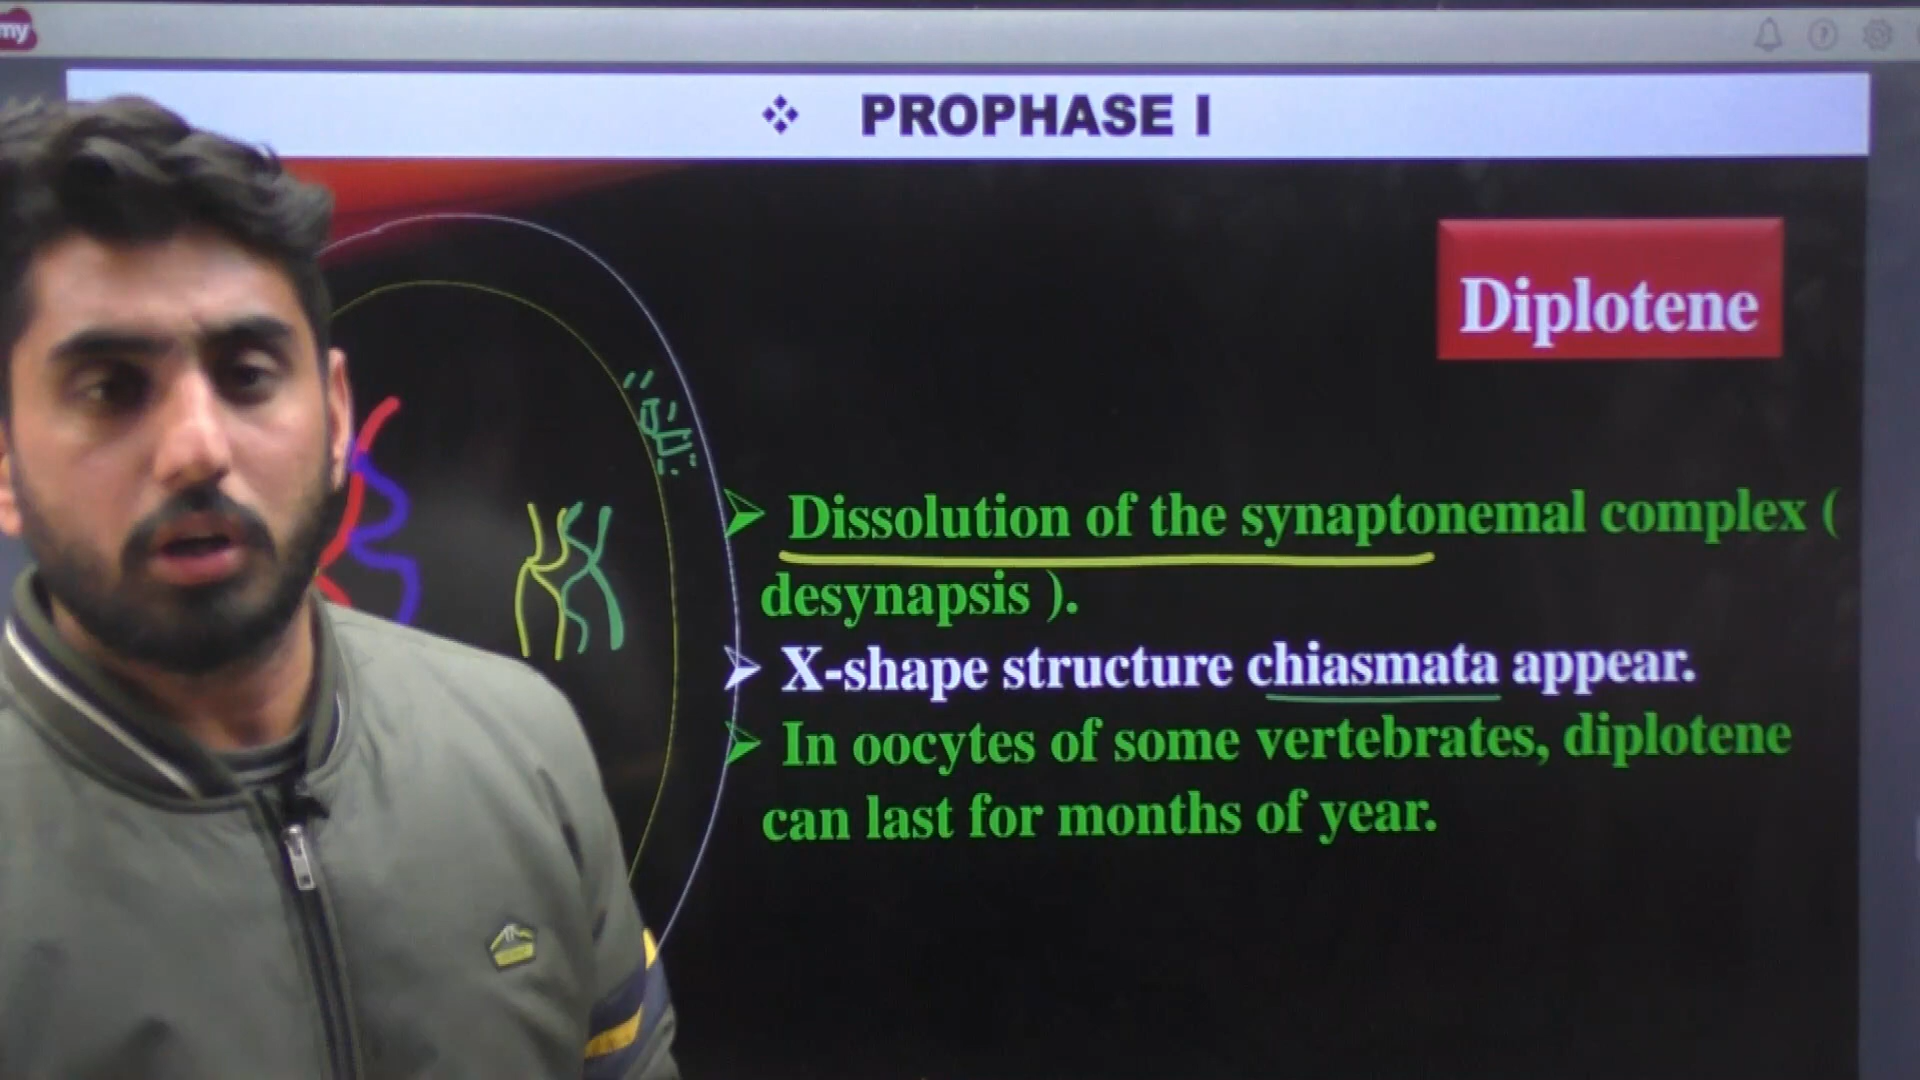 my
❖ PROPHASE I
Diplotene
➢ Dissolution of the synaptonemal complex (
desynapsis ).
➢ X-shape structure chiasmata appear.
➢ In oocytes of some vertebrates, diplotene
can last for months of year.